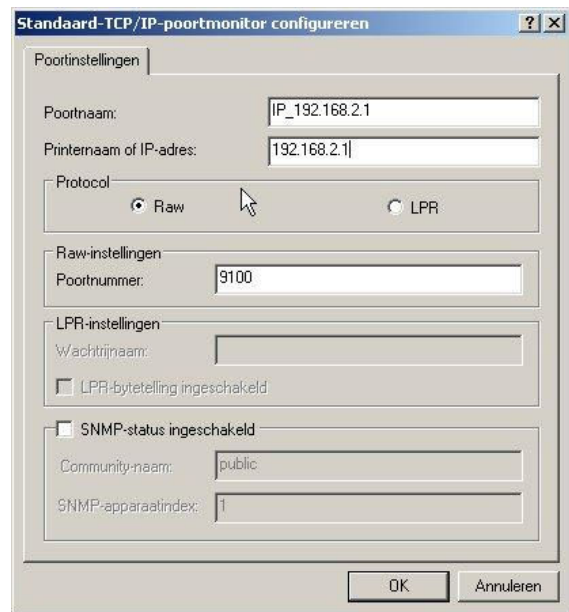 Standaard-TCP/IP-poortmonitor configureren
Poortinstellingen
Poortnaam: IP_192.168.2.1
Printernaam of IP-adres: 192.168.2.1
Protocol
Raw LPR
Raw-instellingen
Poortnummer: 9100
LPR-instellingen
Wachtrijnaam:
LPR-bytetelling ingeschakeld
SNMP-status ingeschakeld
Community-naam: public
SNMP-apparaatindex: 1
OK Annuleren